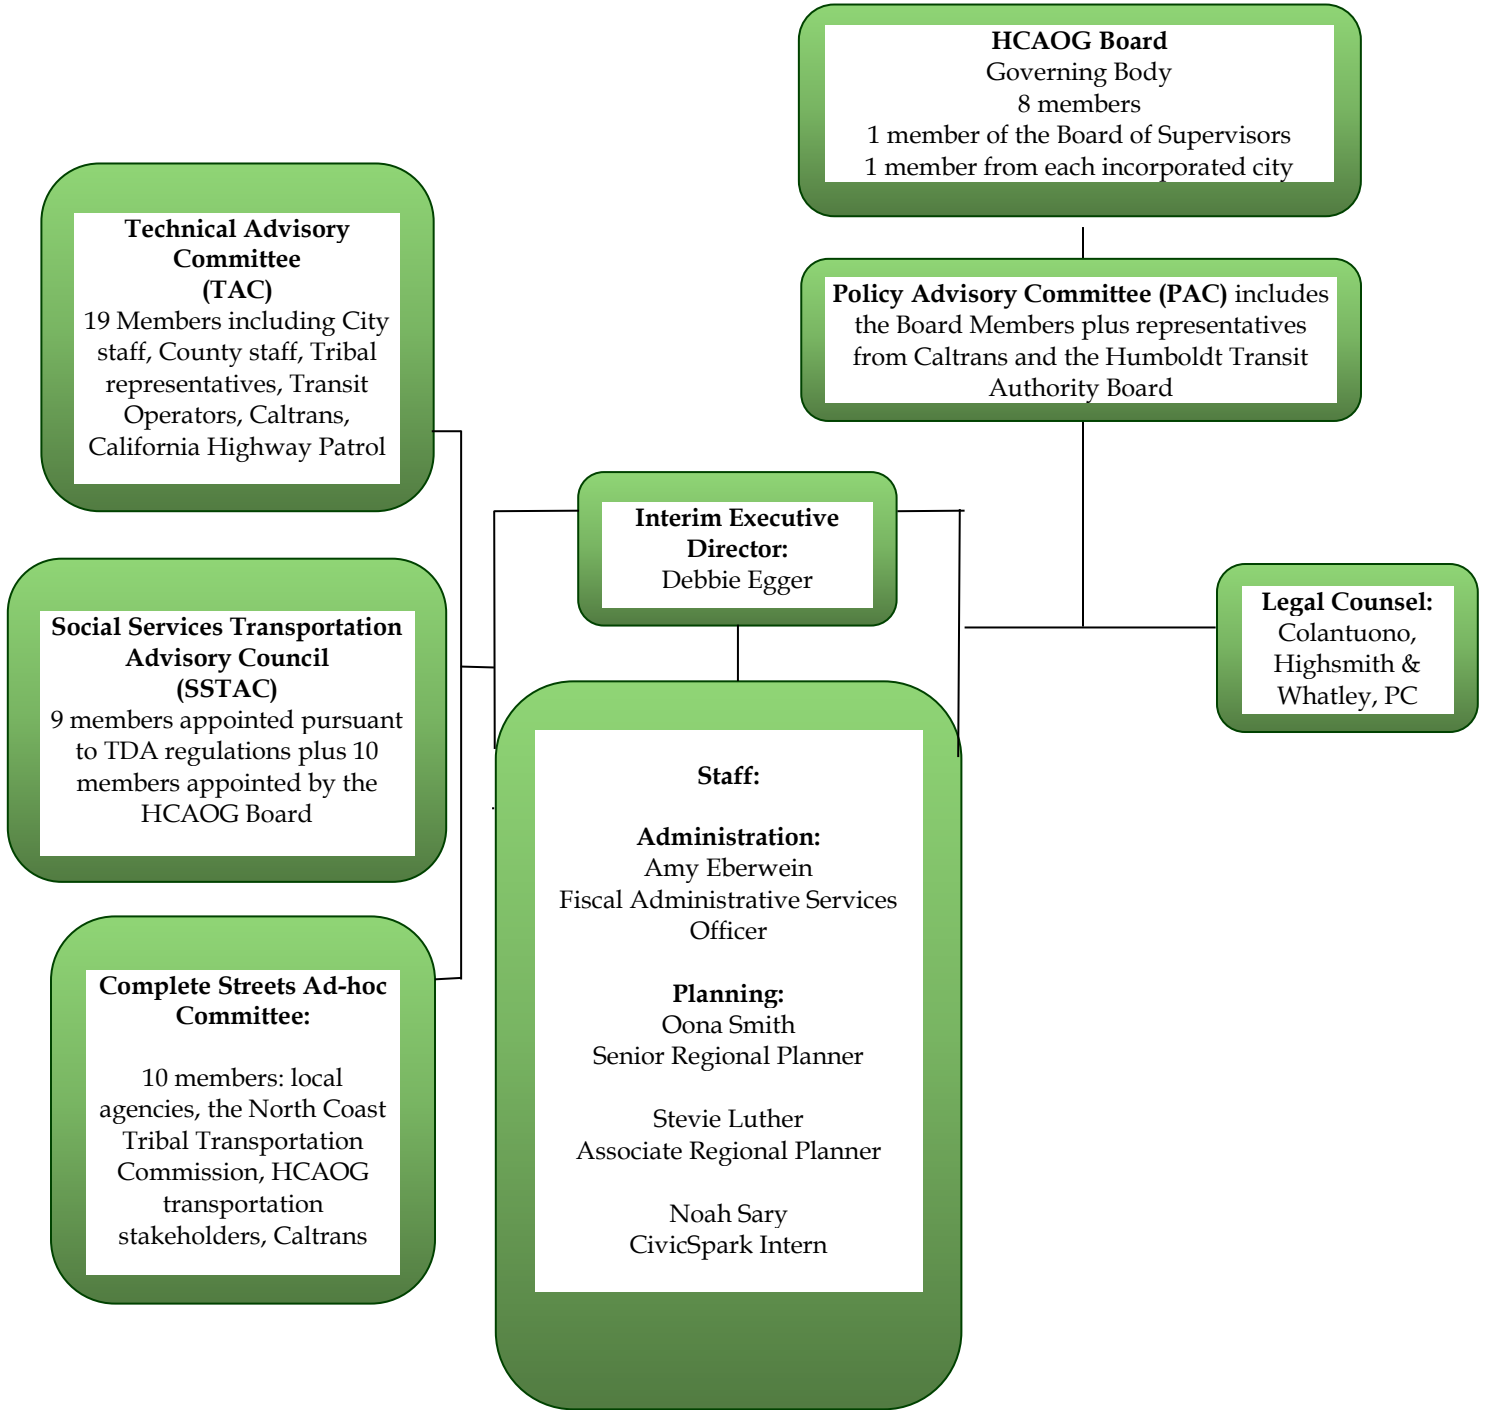 HCAOG Board
Governing Body
8 members
1 member of the Board of Supervisors
1 member from each incorporated city
Technical Advisory
Committee
(TAC)
19 Members including City
staff, County staff, Tribal
representatives, Transit
Operators, Caltrans,
California Highway Patrol
Policy Advisory Committee (PAC) includes
the Board Members plus representatives
from Caltrans and the Humboldt Transit
Authority Board
Interim Executive
Director:
Debbie Egger
Legal Counsel:
Colantuono,
Highsmith &
Whatley, PC
Social Services Transportation
Advisory Council
(SSTAC)
9 members appointed pursuant
to TDA regulations plus 10
members appointed by the
HCAOG Board
Staff:
Administration:
Amy Eberwein
Fiscal Administrative Services
Officer
Planning:
Oona Smith
Senior Regional Planner
Stevie Luther
Associate Regional Planner
Noah Sary
CivicSpark Intern
Complete Streets Ad-hoc
Committee:
10 members: local
agencies, the North Coast
Tribal Transportation
Commission, HCAOG
transportation
stakeholders, Caltrans